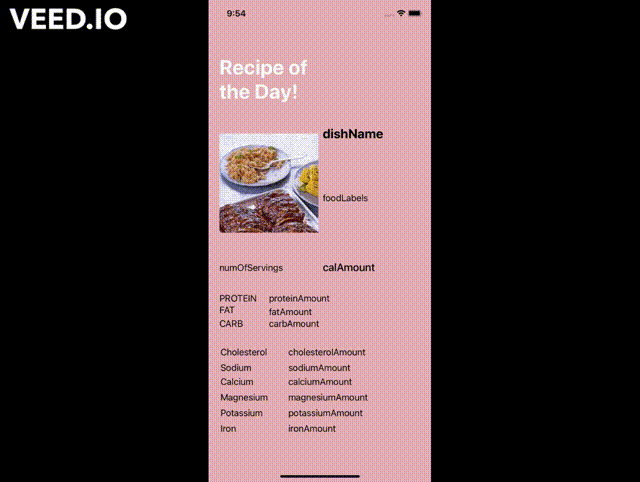 VEED.IO
9:54
Recipe of
the Day!
dishName
foodLabels
numOfServings calAmount
PROTEIN proteinAmount
FAT fatAmount
CARB carbAmount
Cholesterol cholesterolAmount
Sodium sodiumAmount
Calcium calciumAmount
Magnesium magnesiumAmount
Potassium potassiumAmount
Iron ironAmount